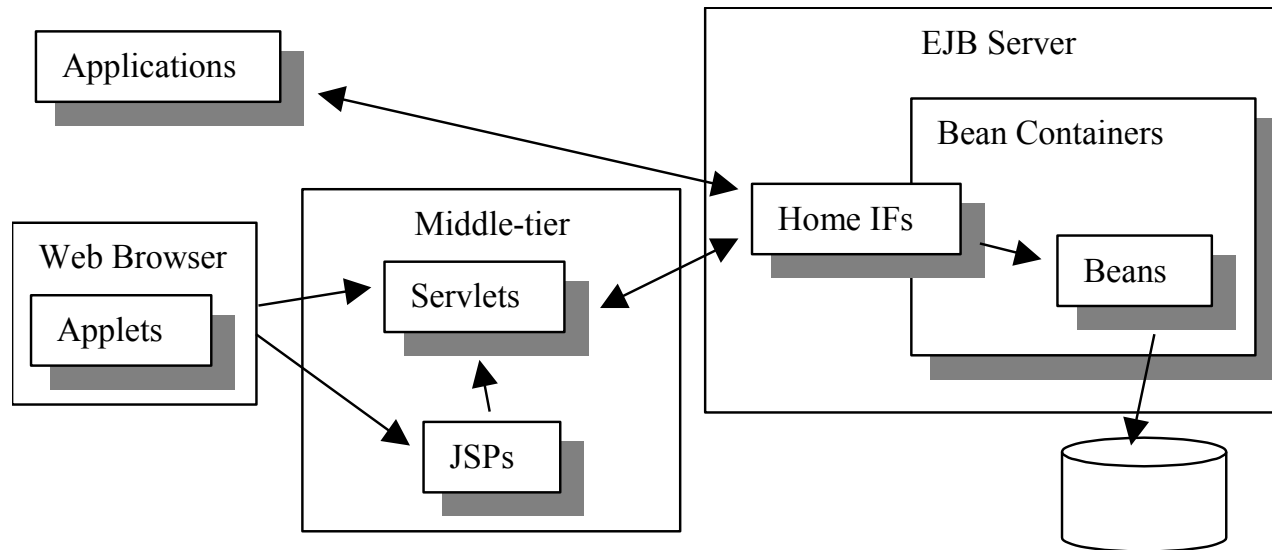 Applications
EJB Server
Bean Containers
Home IFs
Beans
Middle-tier
Servlets
JSPs
Web Browser
Applets